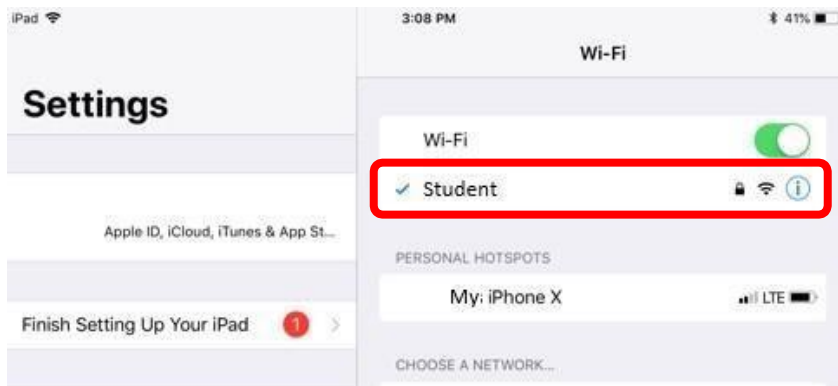 iPad
3:08 PM
41%
Wi-Fi
Settings
Wi-Fi
Student
Apple ID, iCloud, iTunes & App St...
PERSONAL HOTSPOTS
My: iPhone X
LTE
Finish Setting Up Your iPad
1
CHOOSE A NETWORK...